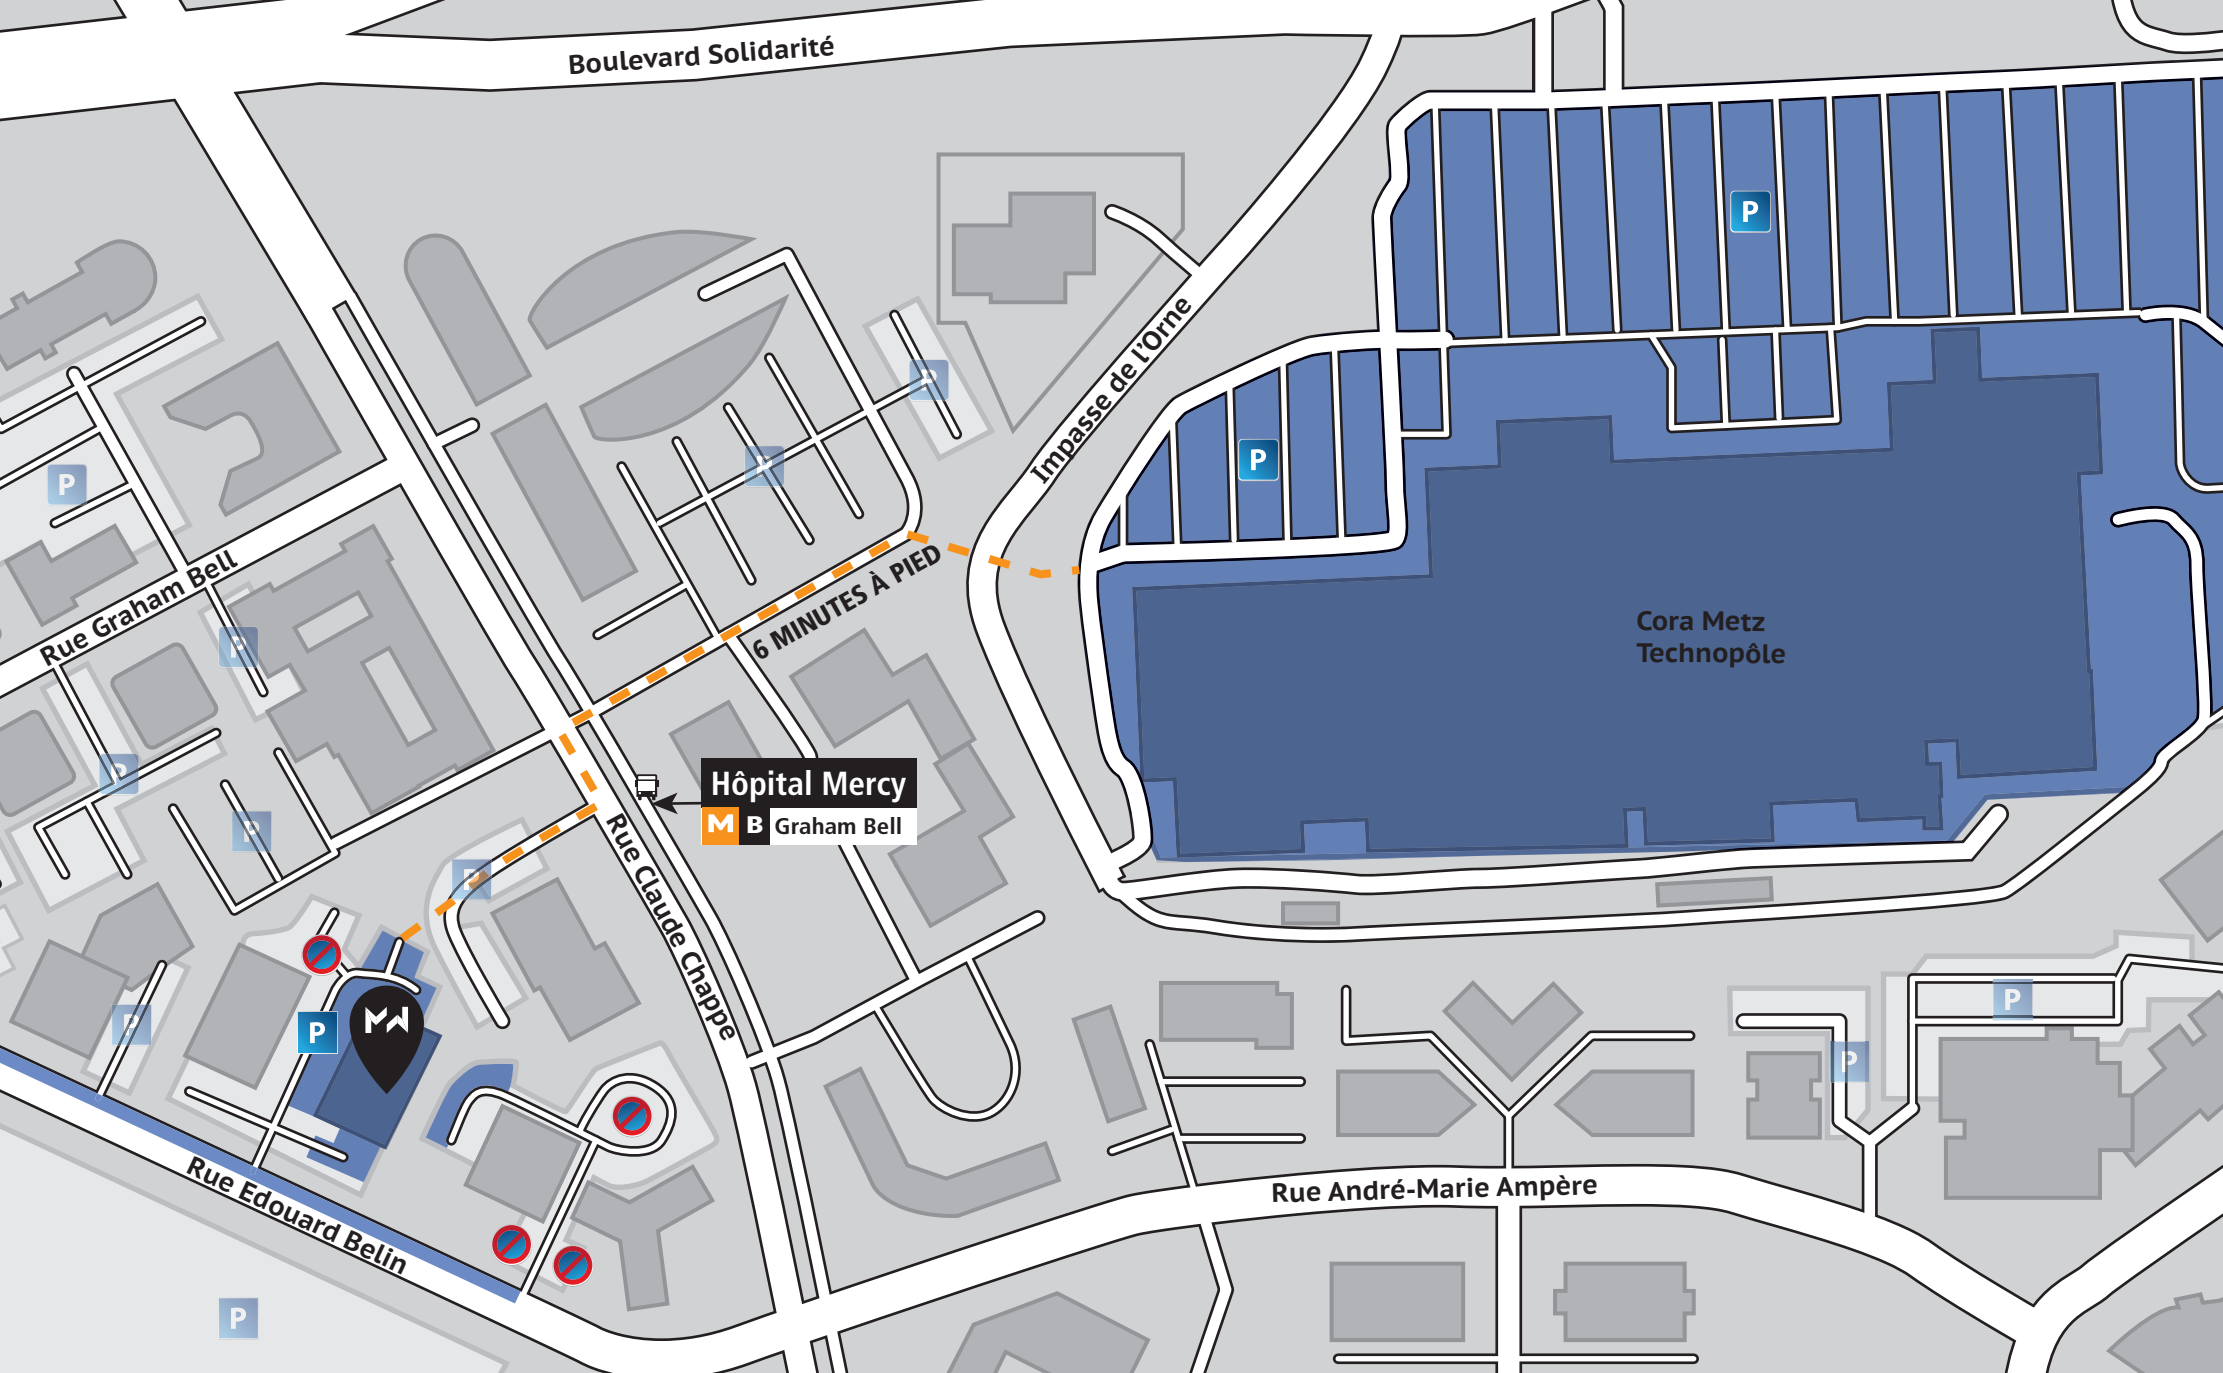 Boulevard Solidarité
P
Impasse de l'Orne
P
P
P
P
P
Rue Graham Bell
P
6 MINUTES À PIED
Cora Metz
Technopôle
P
P
Hôpital Mercy
M B Graham Bell
P
Rue Claude Chappe
P
P
P
MW
P
P
Rue Edouard Belin
Rue André-Marie Ampère
P